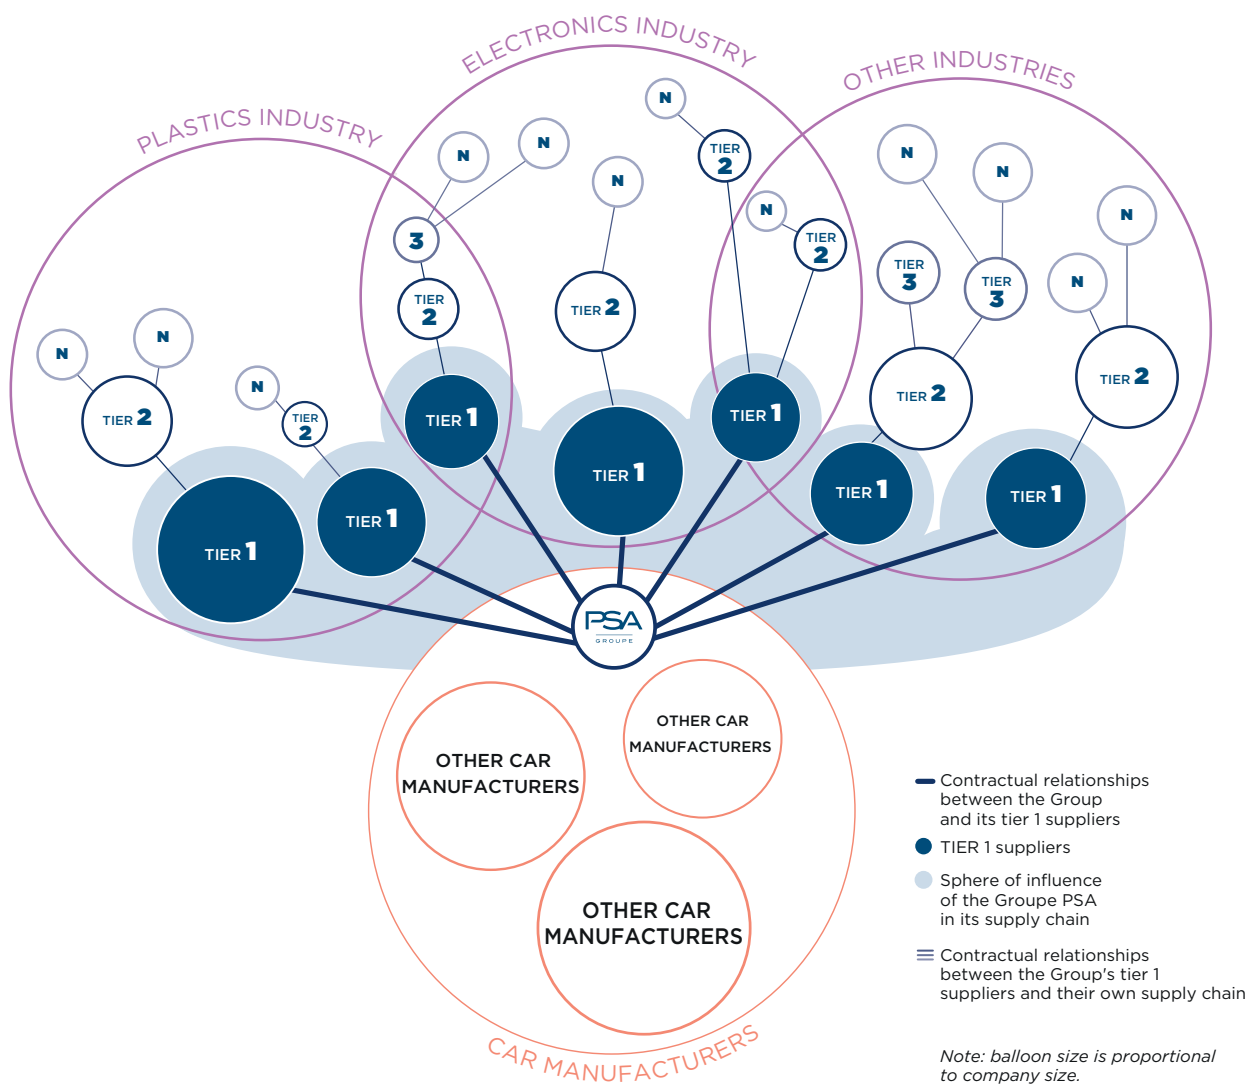 ELECTRONICS INDUSTRY
OTHER INDUSTRIES
PLASTICS INDUSTRY
N
N
N
N
N
N
N
N
N
N
N
N
N
N
TIER
2
TIER
2
3
TIER
2
TIER 2
TIER
3
TIER
3
TIER 2
TIER 2
TIER 2
TIER
2
TIER 1
TIER 1
TIER 1
TIER 1
TIER 1
TIER 1
TIER 1
PSA
GROUPE
OTHER CAR
MANUFACTURERS
OTHER CAR
MANUFACTURERS
OTHER CAR
MANUFACTURERS
CAR MANUFACTURERS
Contractual relationships
between the Group
and its tier 1 suppliers
TIER 1 suppliers
Sphere of influence
of the Groupe PSA
in its supply chain
Contractual relationships
between the Group's tier 1
suppliers and their own supply chain
Note: balloon size is proportional
to company size.